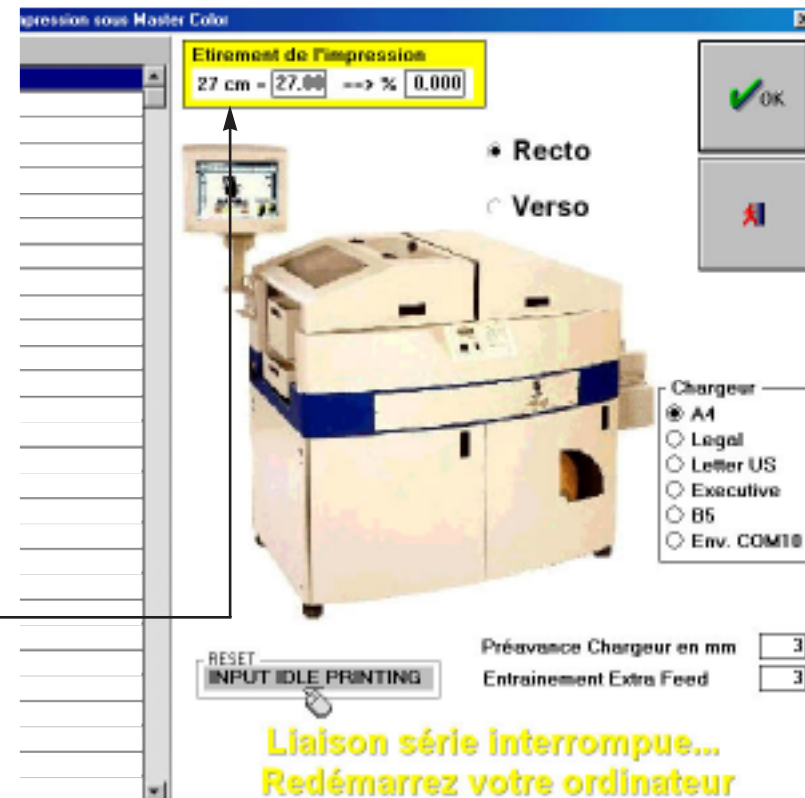 pression sous Master Color
Etirement de l'impression
27 cm = 27.00 --> % 0.000
OK
Recto
Verso
Chargeur
A4
Legal
Letter US
Executive
B5
Env. COM10
Préavance Chargeur en mm 3
Entrainement Extra Feed 3
RESET
INPUT IDLE PRINTING
Liaison série interrompue...
Redémarrez votre ordinateur